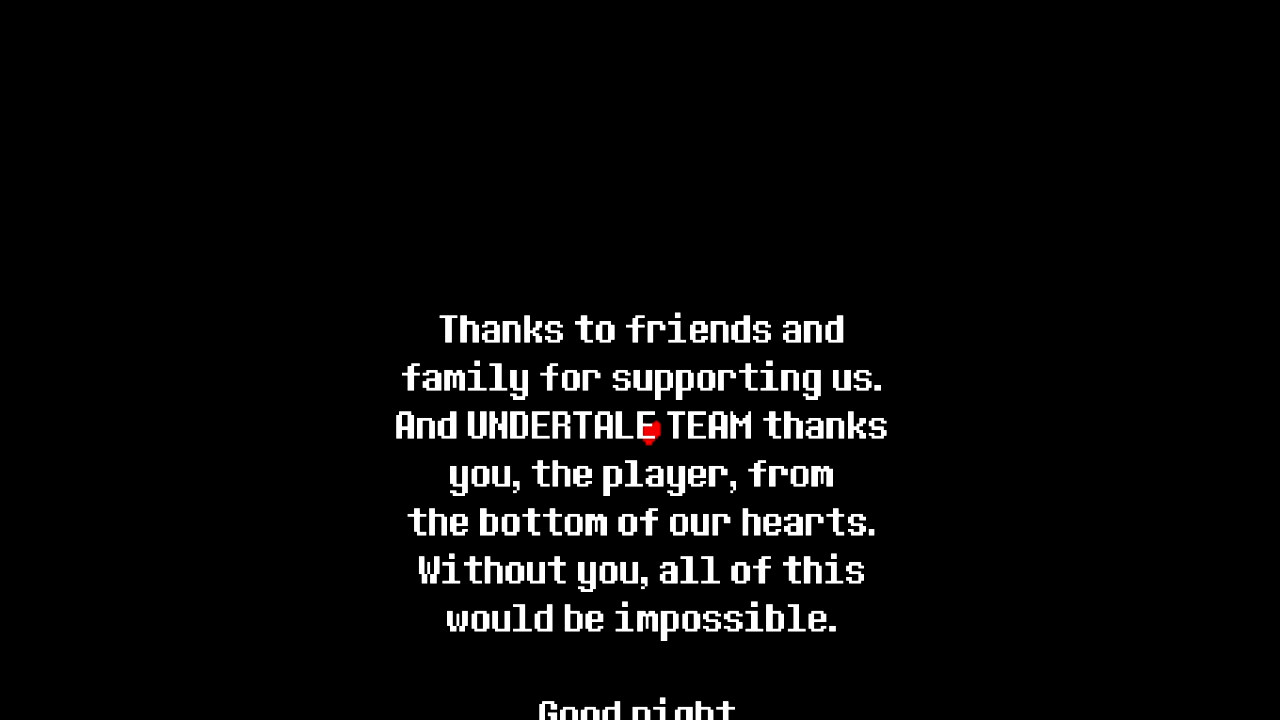 Thanks to friends and
family for supporting us.
And UNDERTALE TEAM thanks
you, the player, from
the bottom of our hearts.
Without you, all of this
would be impossible.
Good night